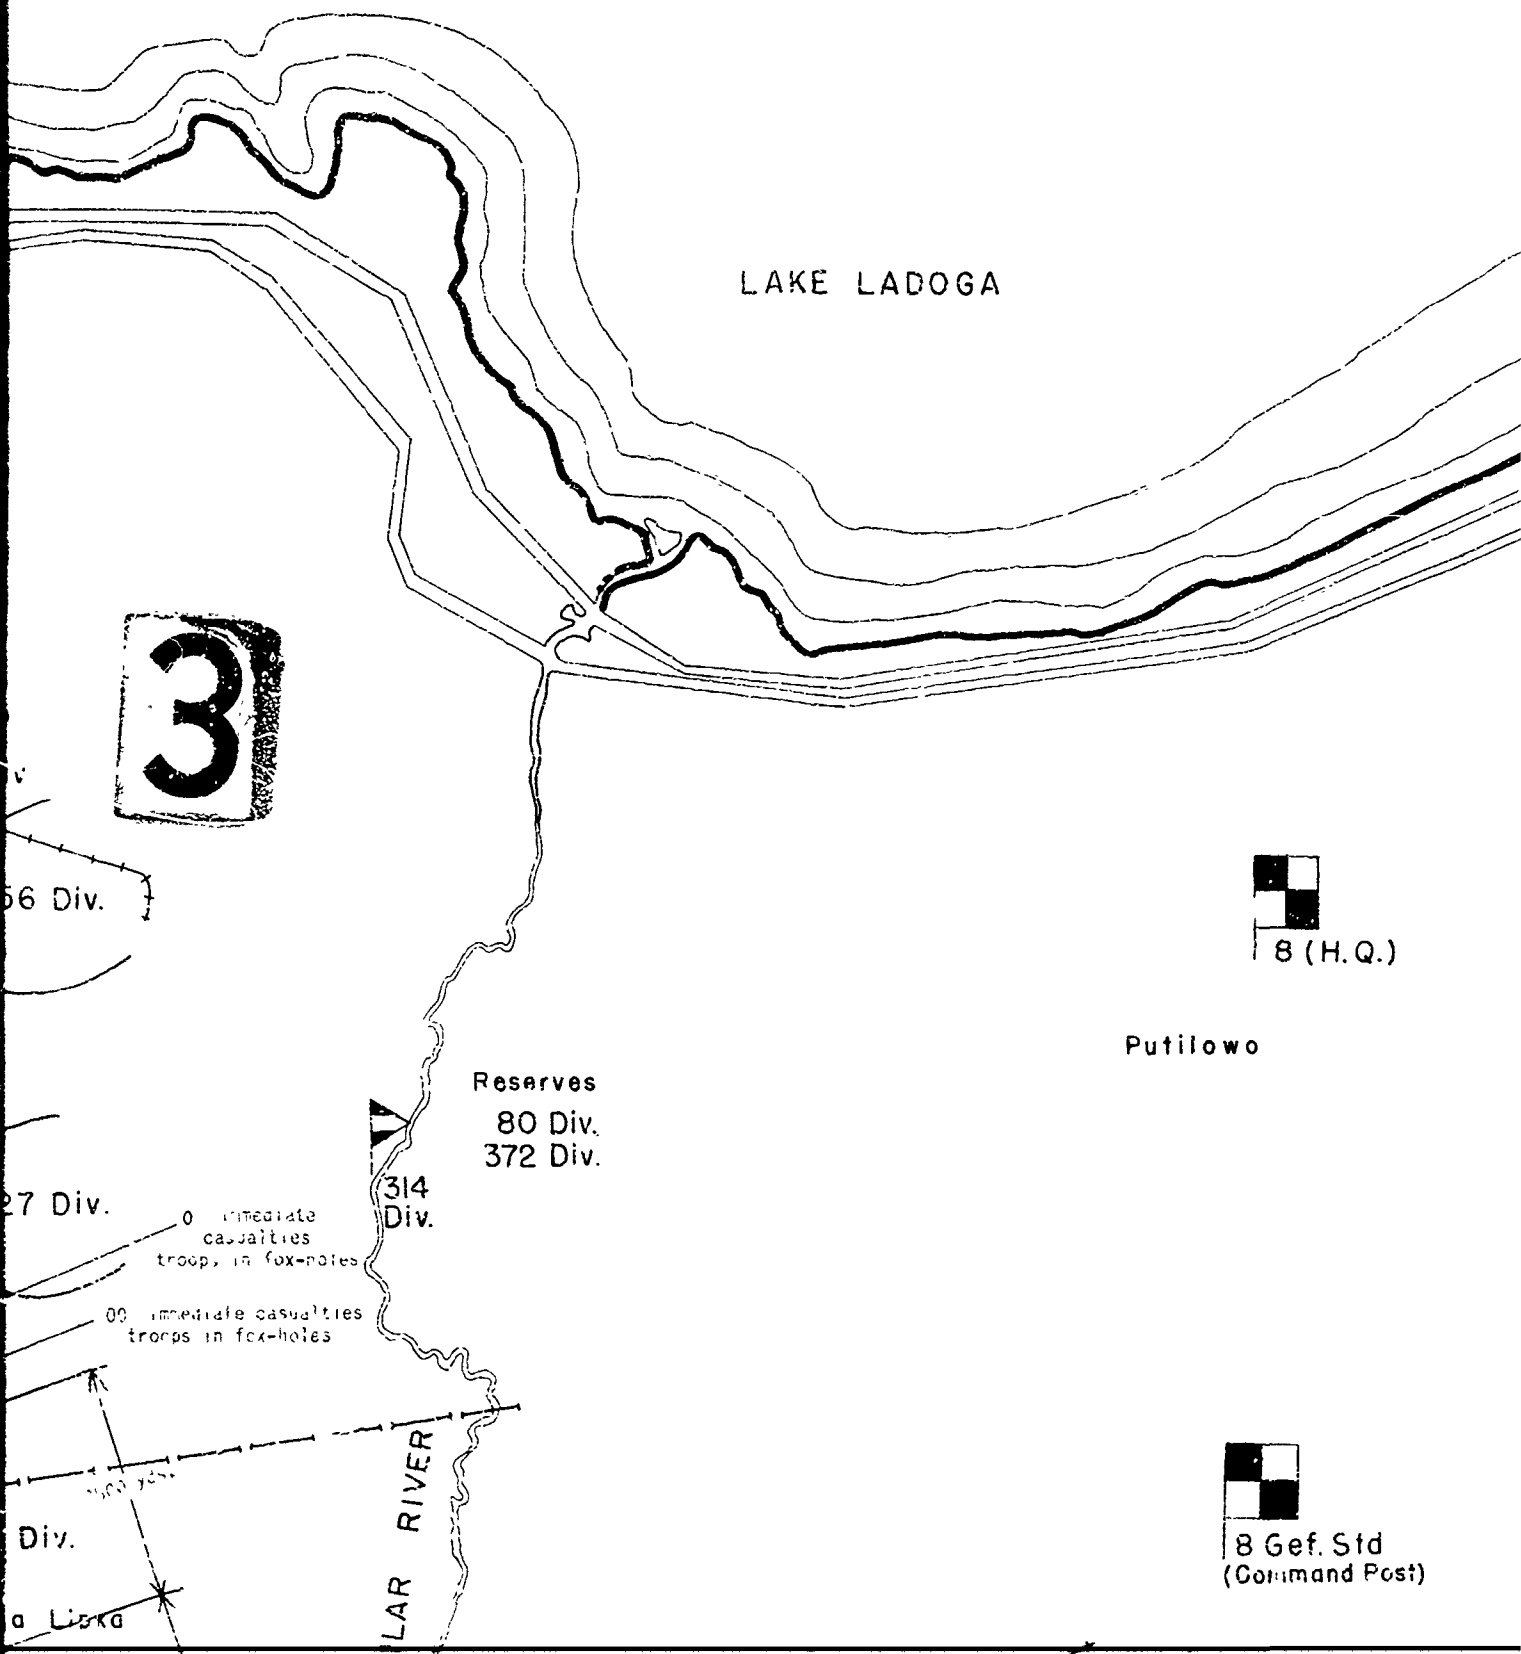 LAKE LADOGA
3
56 Div.
8 (H.Q.)
Putilowo
Reserves
80 Div.
372 Div.
27 Div.
314
Div.
immediate
casualties
troops in fox-holes
immediate casualties
troops in fox-holes
LAR RIVER
Div.
8 Gef. Std
(Command Post)
a Lipka